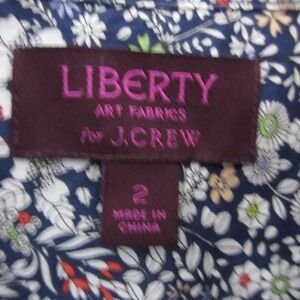 LIBERTY
ART FABRICS
for J.CREW
2
MADE IN
CHINA